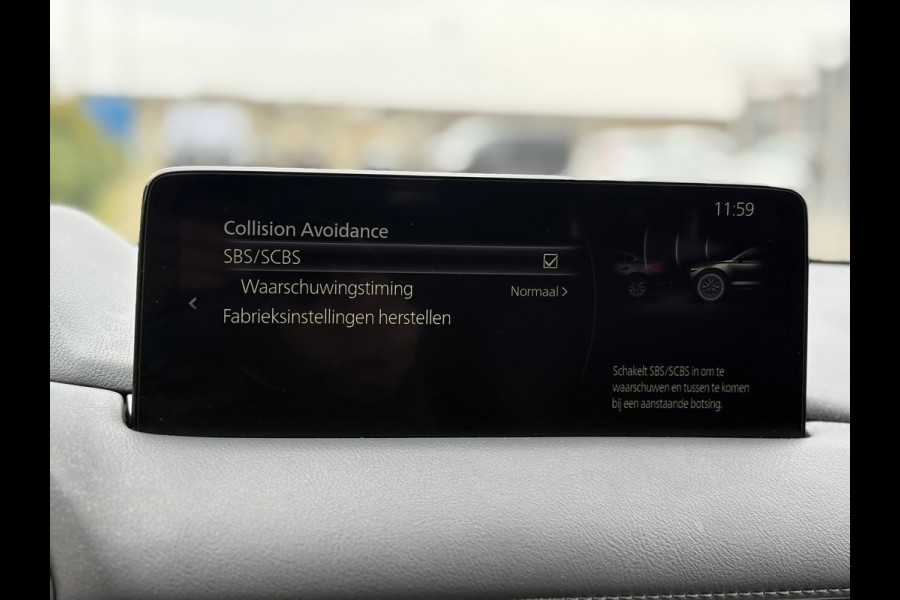 11:59
Collision Avoidance
SBS/SCBS
Waarschuwingstiming Normaal
Fabrieksinstellingen herstellen
Schakelt SBS/SCBS in om te
waarschuwen en tussen te komen
bij een aanstaande botsing.